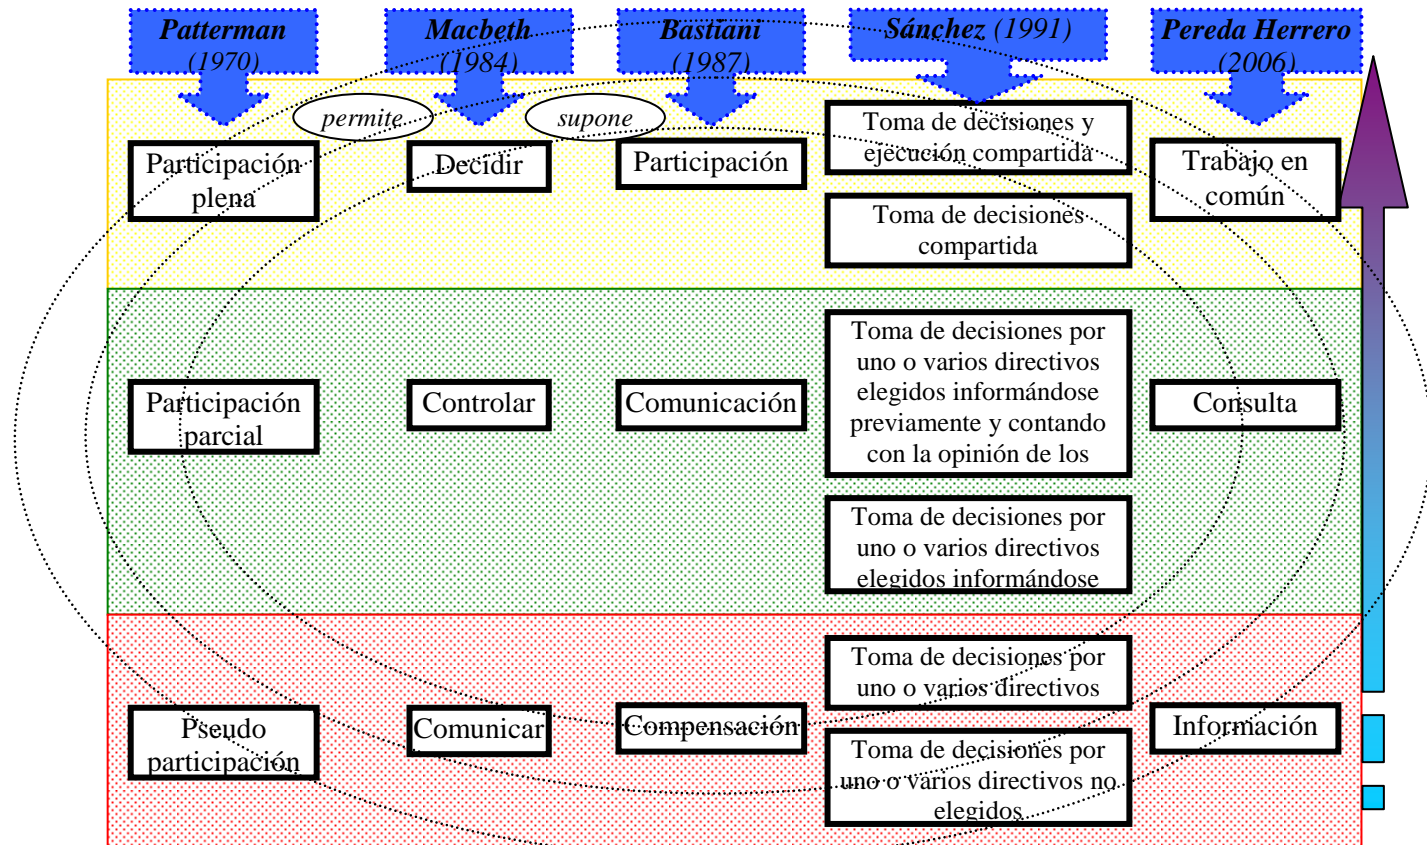 Patterman
(1970)
Macbeth
(1984)
Bastiani
(1987)
Sánchez (1991)
Pereda Herrero
(2006)
permite
supone
Participación
plena
Decidir
Participación
Toma de decisiones y
ejecución compartida
Toma de decisiones
compartida
Trabajo en
común
Participación
parcial
Controlar
Comunicación
Toma de decisiones por
uno o varios directivos
elegidos informándose
previamente y contando
con la opinión de los
Consulta
Toma de decisiones por
uno o varios directivos
elegidos informándose
Pseudo
participación
Comunicar
Compensación
Toma de decisiones por
uno o varios directivos
Toma de decisiones por
uno o varios directivos no
elegidos
Información